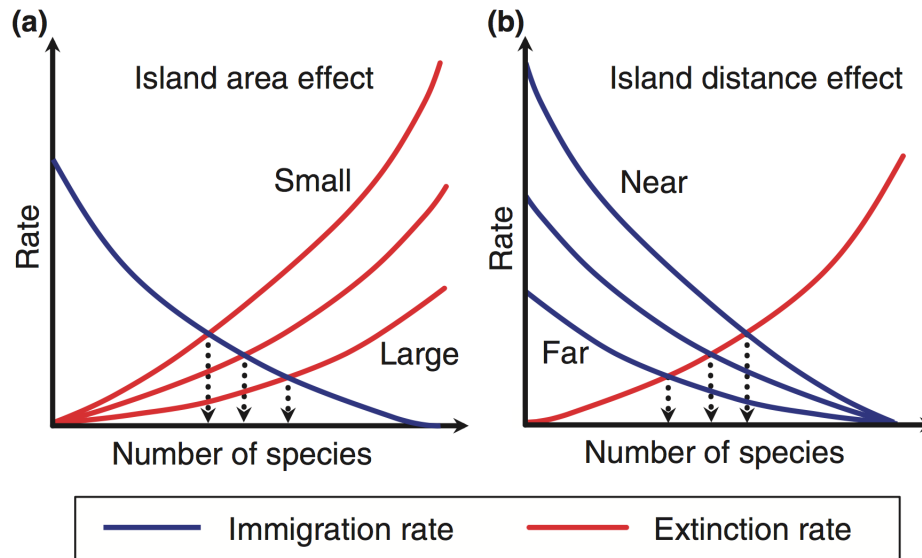 (a)
Island area effect
Small
Large
Rate
Number of species
(b)
Island distance effect
Near
Far
Rate
Number of species
Immigration rate
Extinction rate